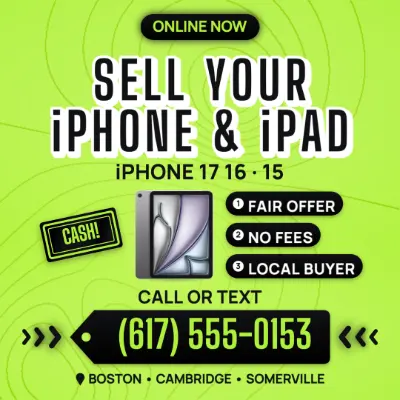 ONLINE NOW
SELL YOUR
iPHONE & iPAD
iPHONE 17 16 · 15
CASH!
1 FAIR OFFER
2 NO FEES
3 LOCAL BUYER
CALL OR TEXT
(617) 555-0153
BOSTON • CAMBRIDGE • SOMERVILLE